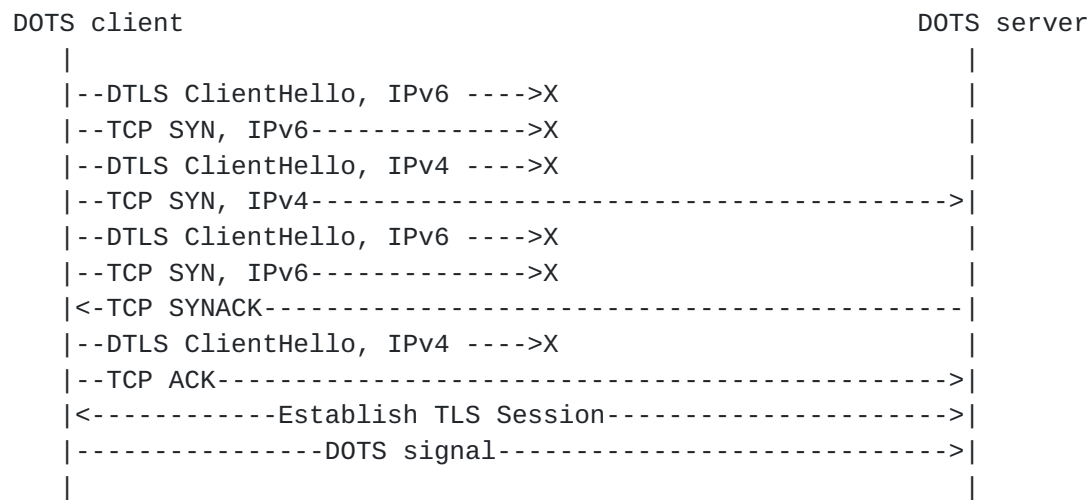 DOTS client                                               DOTS server
   |                                                         |
   |--DTLS ClientHello, IPv6 ---->X                          |
   |--TCP SYN, IPv6-------------->X                          |
   |--DTLS ClientHello, IPv4 ---->X                          |
   |--TCP SYN, IPv4----------------------------------------->|
   |--DTLS ClientHello, IPv6 ---->X                          |
   |--TCP SYN, IPv6-------------->X                          |
   |<-TCP SYNACK---------------------------------------------|
   |--DTLS ClientHello, IPv4 ---->X                          |
   |--TCP ACK----------------------------------------------->|
   |<------------Establish TLS Session---------------------->|
   |----------------DOTS signal----------------------------->|
   |                                                         |